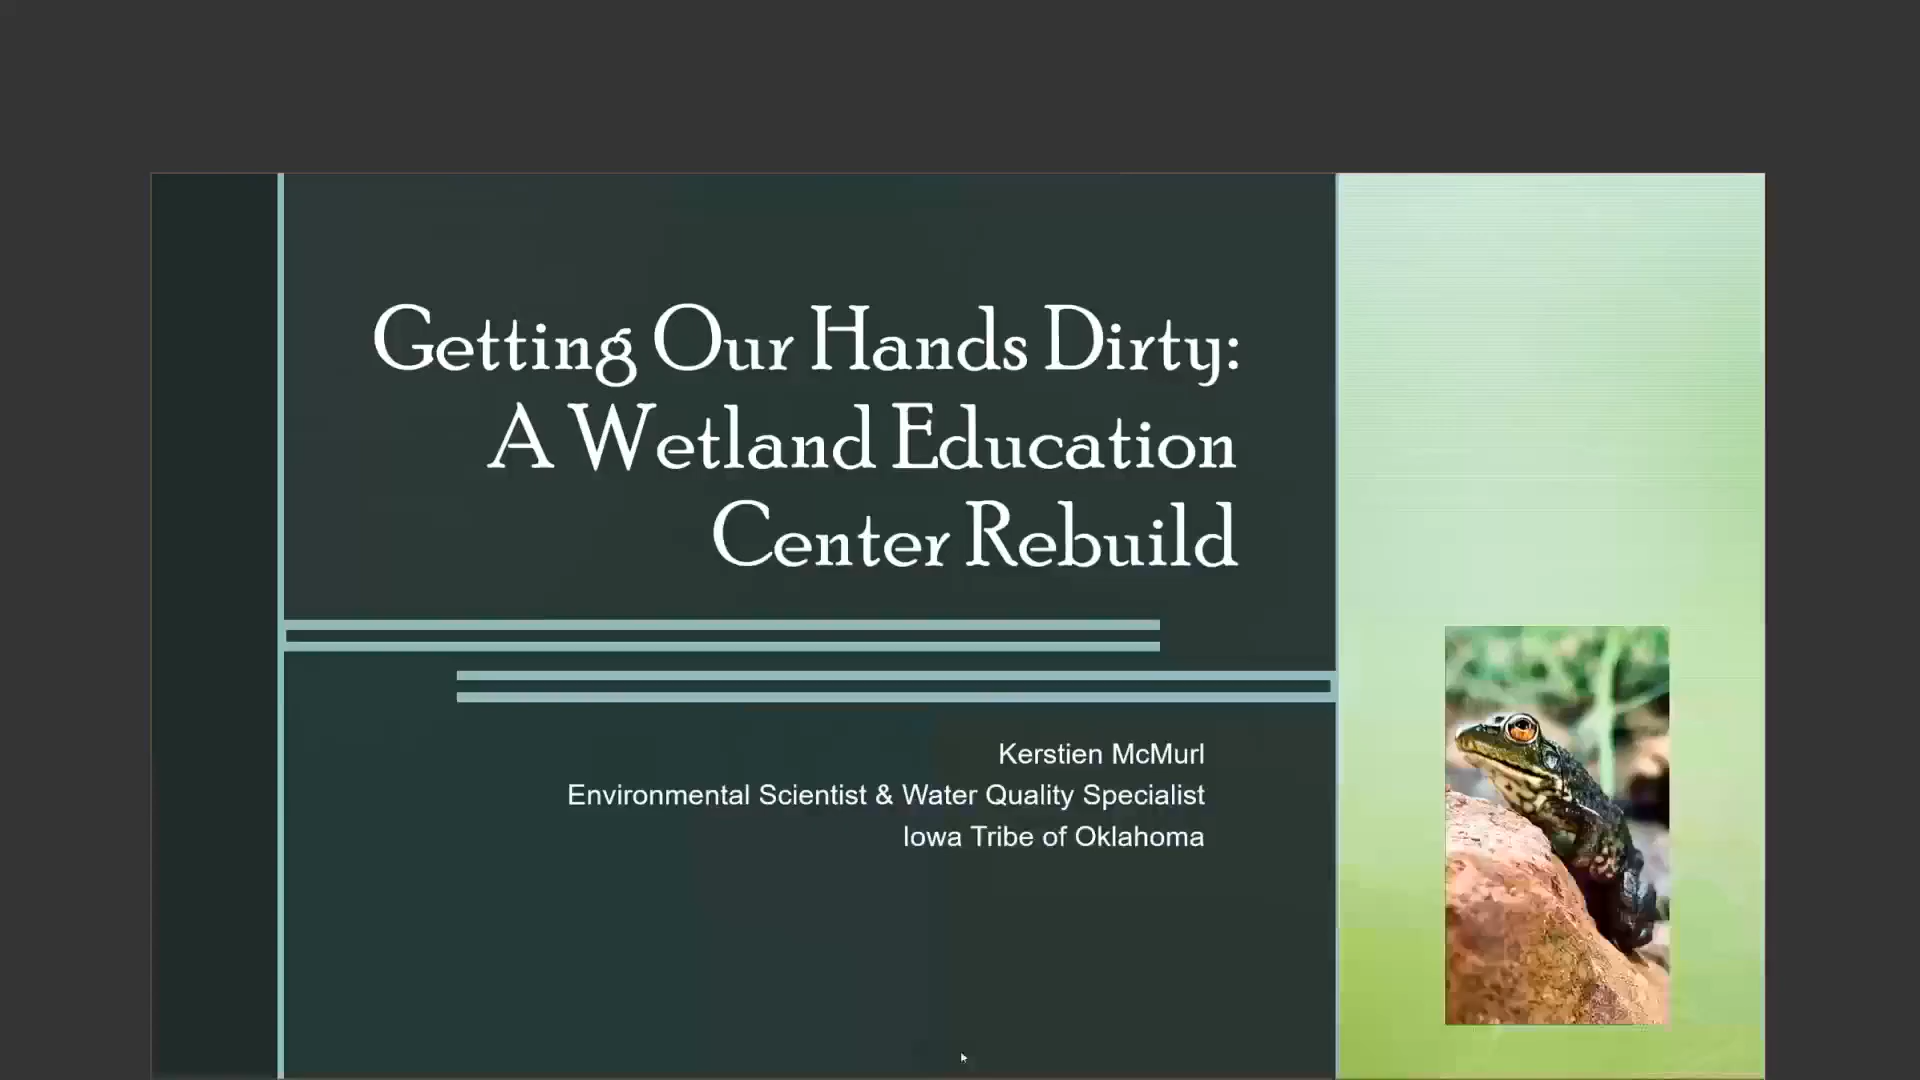 Getting Our Hands Dirty:
A Wetland Education
Center Rebuild
Kerstien McMurl
Environmental Scientist & Water Quality Specialist
Iowa Tribe of Oklahoma